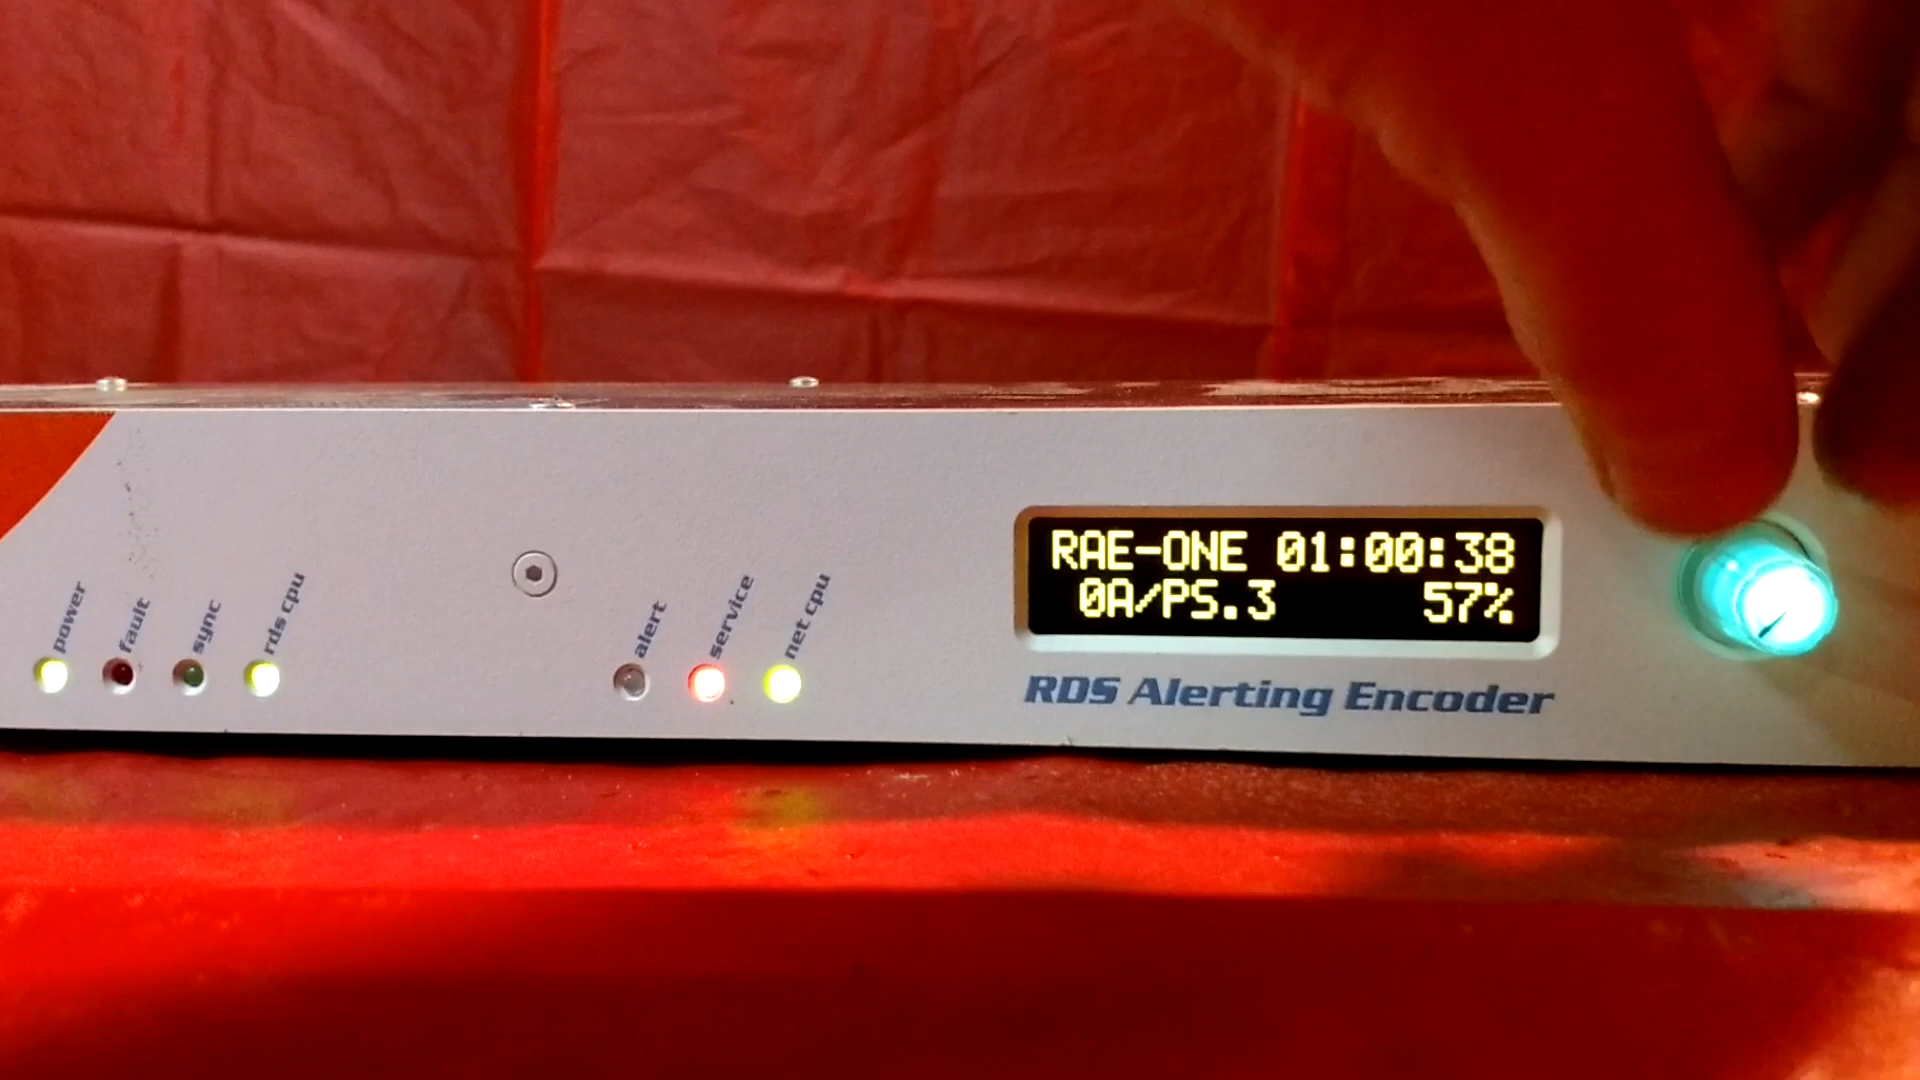 RAE-ONE 01:00:38
0A/PS.3 57%
RDS Alerting Encoder
power
fault
sync
rds cpu
alert
service
net cpu